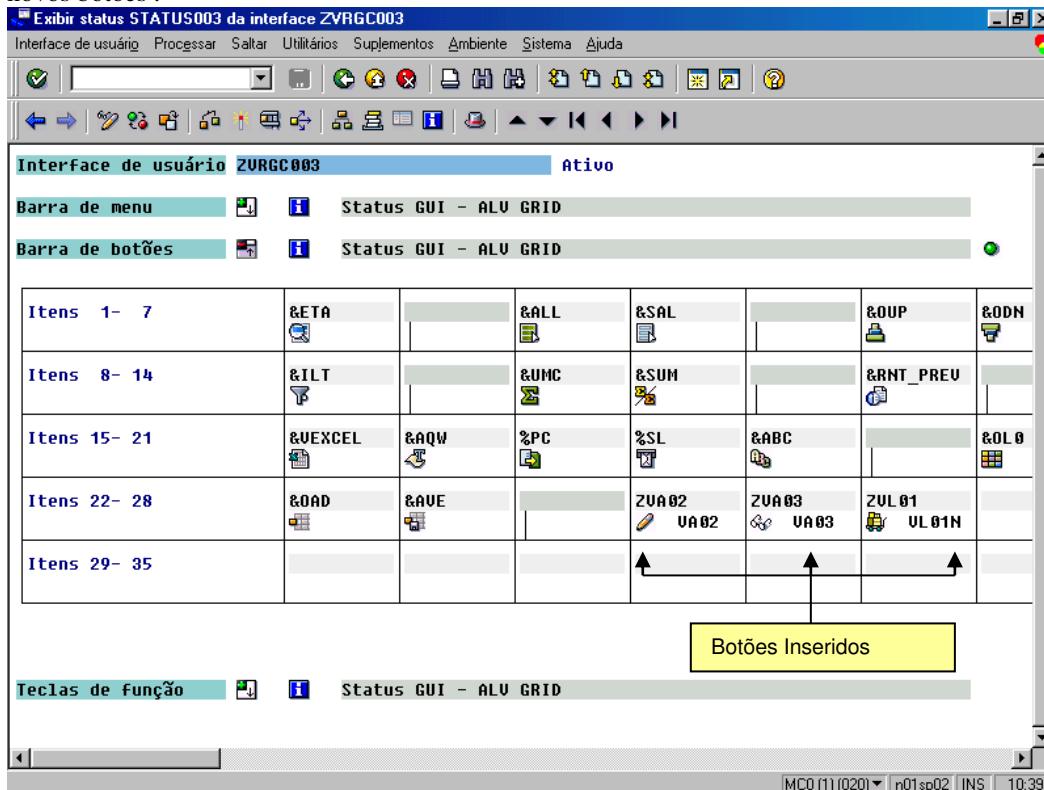 novos botões :
Exibir status STATUS003 da interface ZVRGC003
Interface de usuário Processar Saltar Utilitários Suplementos Ambiente Sistema Ajuda
Interface de usuário ZVRGC003 Ativo
Barra de menu Status GUI - ALV GRID
Barra de botões Status GUI - ALV GRID
Itens 1- 7 &ETA &ALL &SAL &OUP &ODN
Itens 8- 14 &ILT &UMC &SUM &RNT_PREV
Itens 15- 21 &VEXCEL &AQW %PC %SL &ABC &OL0
Itens 22- 28 &OAD &AVE ZVA02 ZVA03 ZVL01
VA02 VA03 VL01N
Itens 29- 35
Botões Inseridos
Teclas de função Status GUI - ALV GRID
MC0 (1) (020) n01sp02 INS 10:39